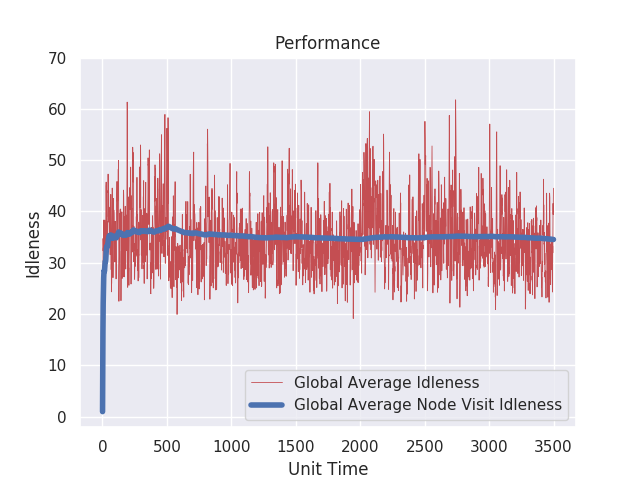 Performance
70
60
50
40
30
20
10
0
Idleness
0 500 1000 1500 2000 2500 3000 3500
Unit Time
Global Average Idleness
Global Average Node Visit Idleness